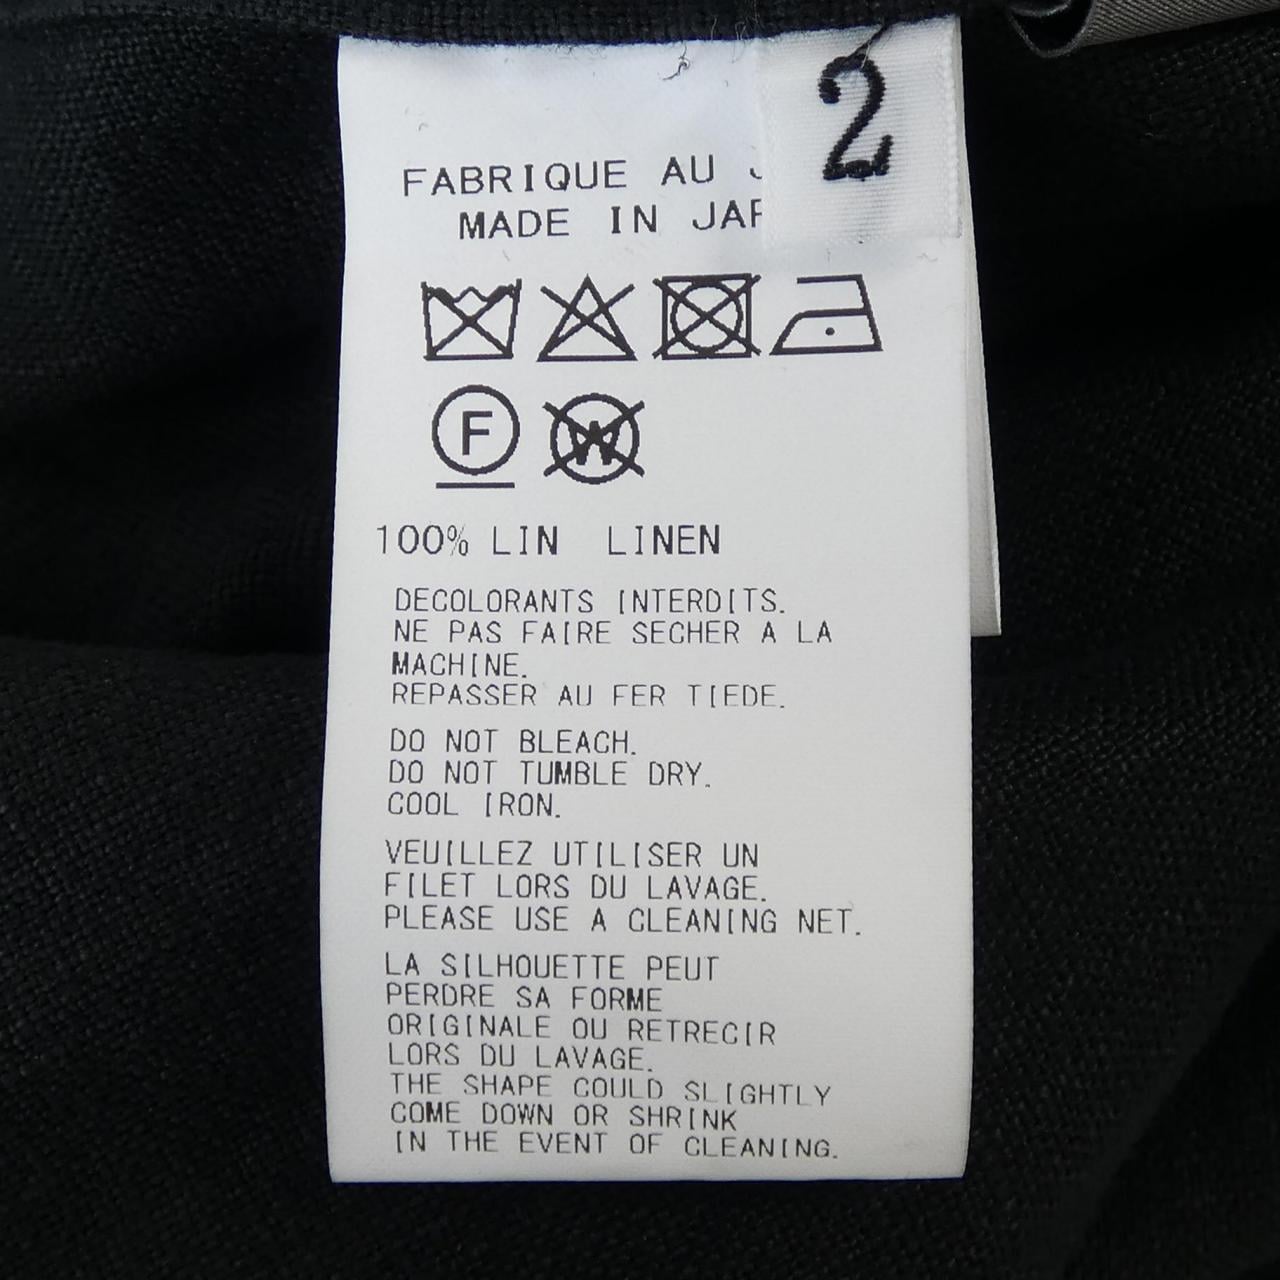 2
FABRIQUE AU
MADE IN
F
W
100% LIN LINEN
DECOLORANTS INTERDITS.
NE PAS FAIRE SECHER A LA
MACHINE.
REPASSER AU FER TIEDE.
DO NOT BLEACH.
DO NOT TUMBLE DRY.
COOL IRON.
VEUILLEZ UTILISER UN
FILET LORS DU LAVAGE.
PLEASE USE A CLEANING NET.
LA SILHOUETTE PEUT
PERDRE SA FORME
ORIGINALE OU RETRECIR
LORS DU LAVAGE.
THE SHAPE COULD SLIGHTLY
COME DOWN OR SHRINK
IN THE EVENT OF CLEANING.